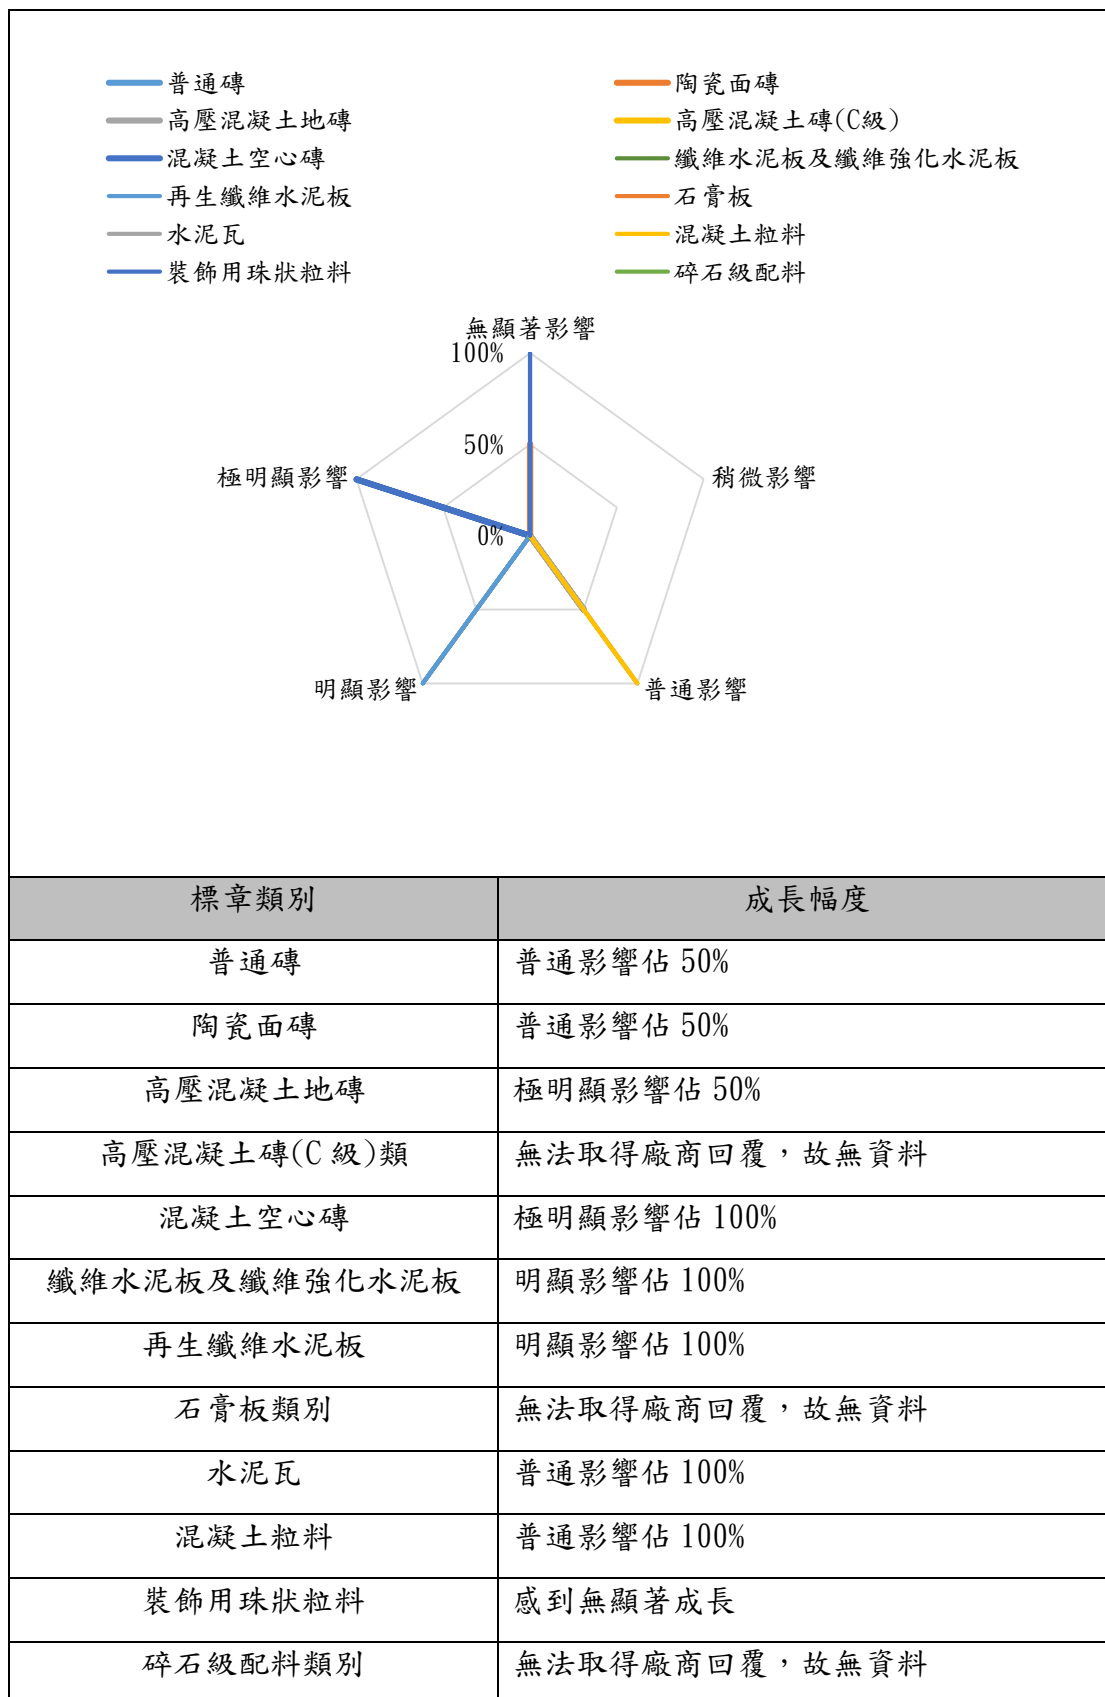 普通磚
陶瓷面磚
高壓混凝土地磚
高壓混凝土磚(C級)
混凝土空心磚
纖維水泥板及纖維強化水泥板
再生纖維水泥板
石膏板
水泥瓦
混凝土粒料
裝飾用珠狀粒料
碎石級配料
無顯著影響
100%
50%
極明顯影響
稍微影響
0%
明顯影響
普通影響
標章類別
成長幅度
普通磚
普通影響佔 50%
陶瓷面磚
普通影響佔 50%
高壓混凝土地磚
極明顯影響佔 50%
高壓混凝土磚(C 級)類
無法取得廠商回覆，故無資料
混凝土空心磚
極明顯影響佔 100%
纖維水泥板及纖維強化水泥板
明顯影響佔 100%
再生纖維水泥板
明顯影響佔 100%
石膏板類別
無法取得廠商回覆，故無資料
水泥瓦
普通影響佔 100%
混凝土粒料
普通影響佔 100%
裝飾用珠狀粒料
感到無顯著成長
碎石級配料類別
無法取得廠商回覆，故無資料